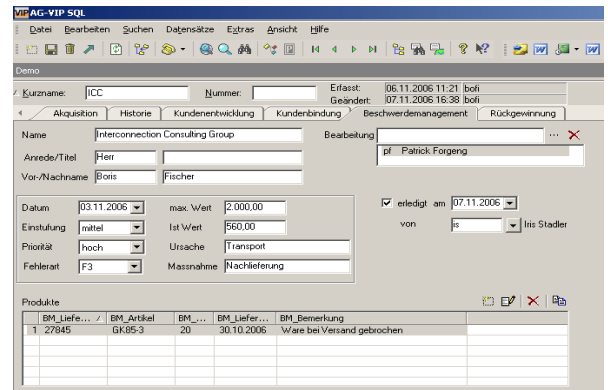 VIP AG-VIP SQL
Datei Bearbeiten Suchen Datensätze Extras Ansicht Hilfe
Demo
Kurzname: ICC Nummer: Erfasst: 06.11.2006 11:21 bofi
Geändert: 07.11.2006 16:38 bofi
Akquisition Historie Kundenentwicklung Kundenbindung Beschwerdemanagement Rückgewinnung
Name Interconnection Consulting Group Bearbeitung ...
pf Patrick Forgeng
Anrede/Titel Herr
Vor-/Nachname Boris Fischer
Datum 03.11.2006 max. Wert 2.000,00 erledigt am 07.11.2006
Einstufung mittel Ist Wert 560,00 von is Iris Stadler
Priorität hoch Ursache Transport
Fehlerart F3 Massnahme Nachlieferung
Produkte
BM_Liefe... BM_Artikel BM_... BM_Liefer... BM_Bemerkung
1 27845 GK85-3 20 30.10.2006 Ware bei Versand gebrochen